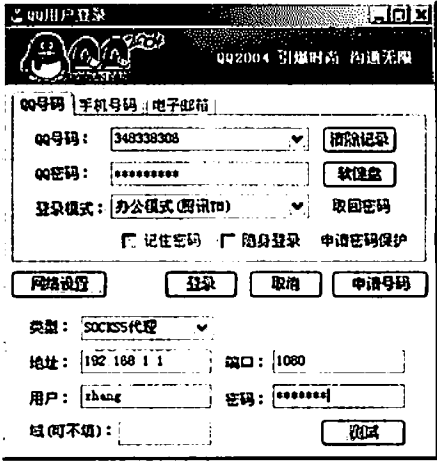 QQ用户登录
QQ2004 引爆时尚 沟通无限
QQ号码 手机号码 电子邮箱
QQ号码： 348338308 清除记录
QQ密码： ********* 软键盘
登录模式： 办公模式(腾讯TM) 取回密码
记住密码 随身登录 申请密码保护
网络设置 登录 取消 申请号码
类型： SOCKS5代理
地址： 192 168 1 1 端口： 1080
用户： zhang 密码： *******
域(可不填)： 测试